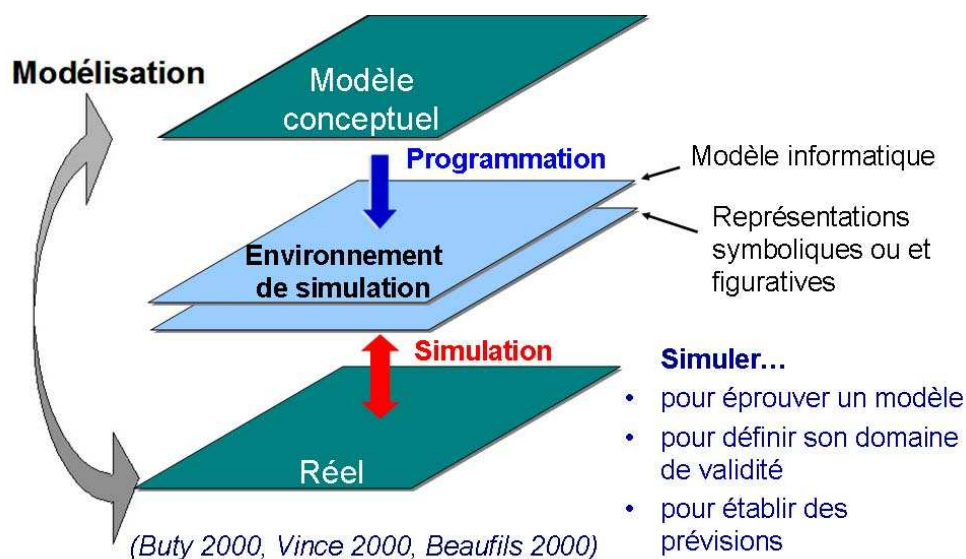 Modélisation
Modèle
conceptuel
Programmation
Modèle informatique
Représentations
symboliques ou et
figuratives
Environnement
de simulation
Simulation
Simuler...
• pour éprouver un modèle
• pour définir son domaine
de validité
• pour établir des
prévisions
Réel
(Buty 2000, Vince 2000, Beaufils 2000)